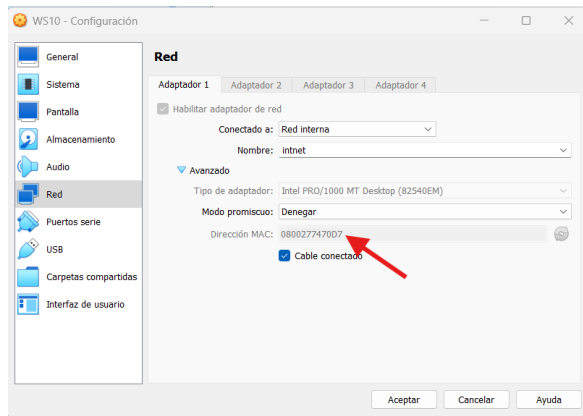 WS10 - Configuración
General
Sistema
Pantalla
Almacenamiento
Audio
Red
Puertos serie
USB
Carpetas compartidas
Interfaz de usuario
Red
Adaptador 1 Adaptador 2 Adaptador 3 Adaptador 4
Habilitar adaptador de red
Conectado a: Red interna
Nombre: intnet
Avanzado
Tipo de adaptador: Intel PRO/1000 MT Desktop (82540EM)
Modo promiscuo: Denegar
Dirección MAC: 0800277470D7
Cable conectado
Aceptar Cancelar Ayuda